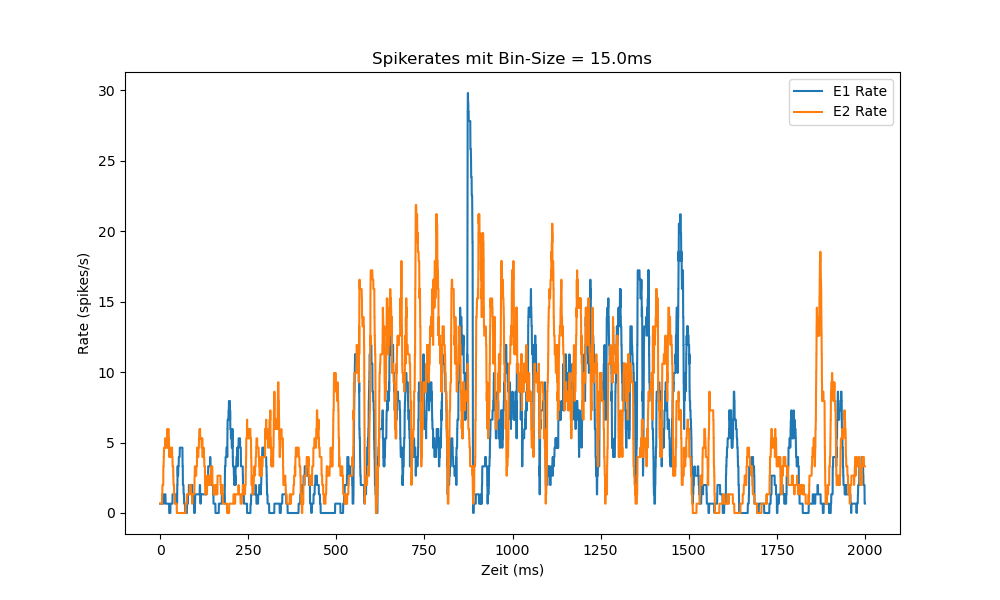 Spikerates mit Bin-Size = 15.0ms
E1 Rate
E2 Rate
30
25
20
15
10
5
0
Rate (spikes/s)
0 250 500 750 1000 1250 1500 1750 2000
Zeit (ms)